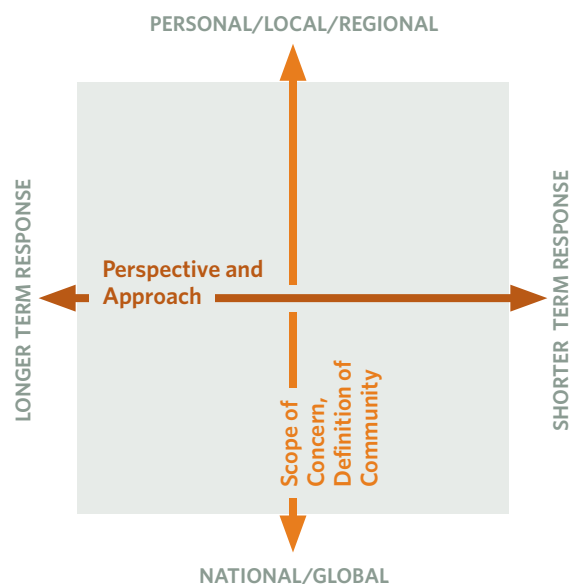 PERSONAL/LOCAL/REGIONAL
LONGER TERM RESPONSE
Perspective and
Approach
SHORTER TERM RESPONSE
Scope of
Concern,
Definition of
Community
NATIONAL/GLOBAL